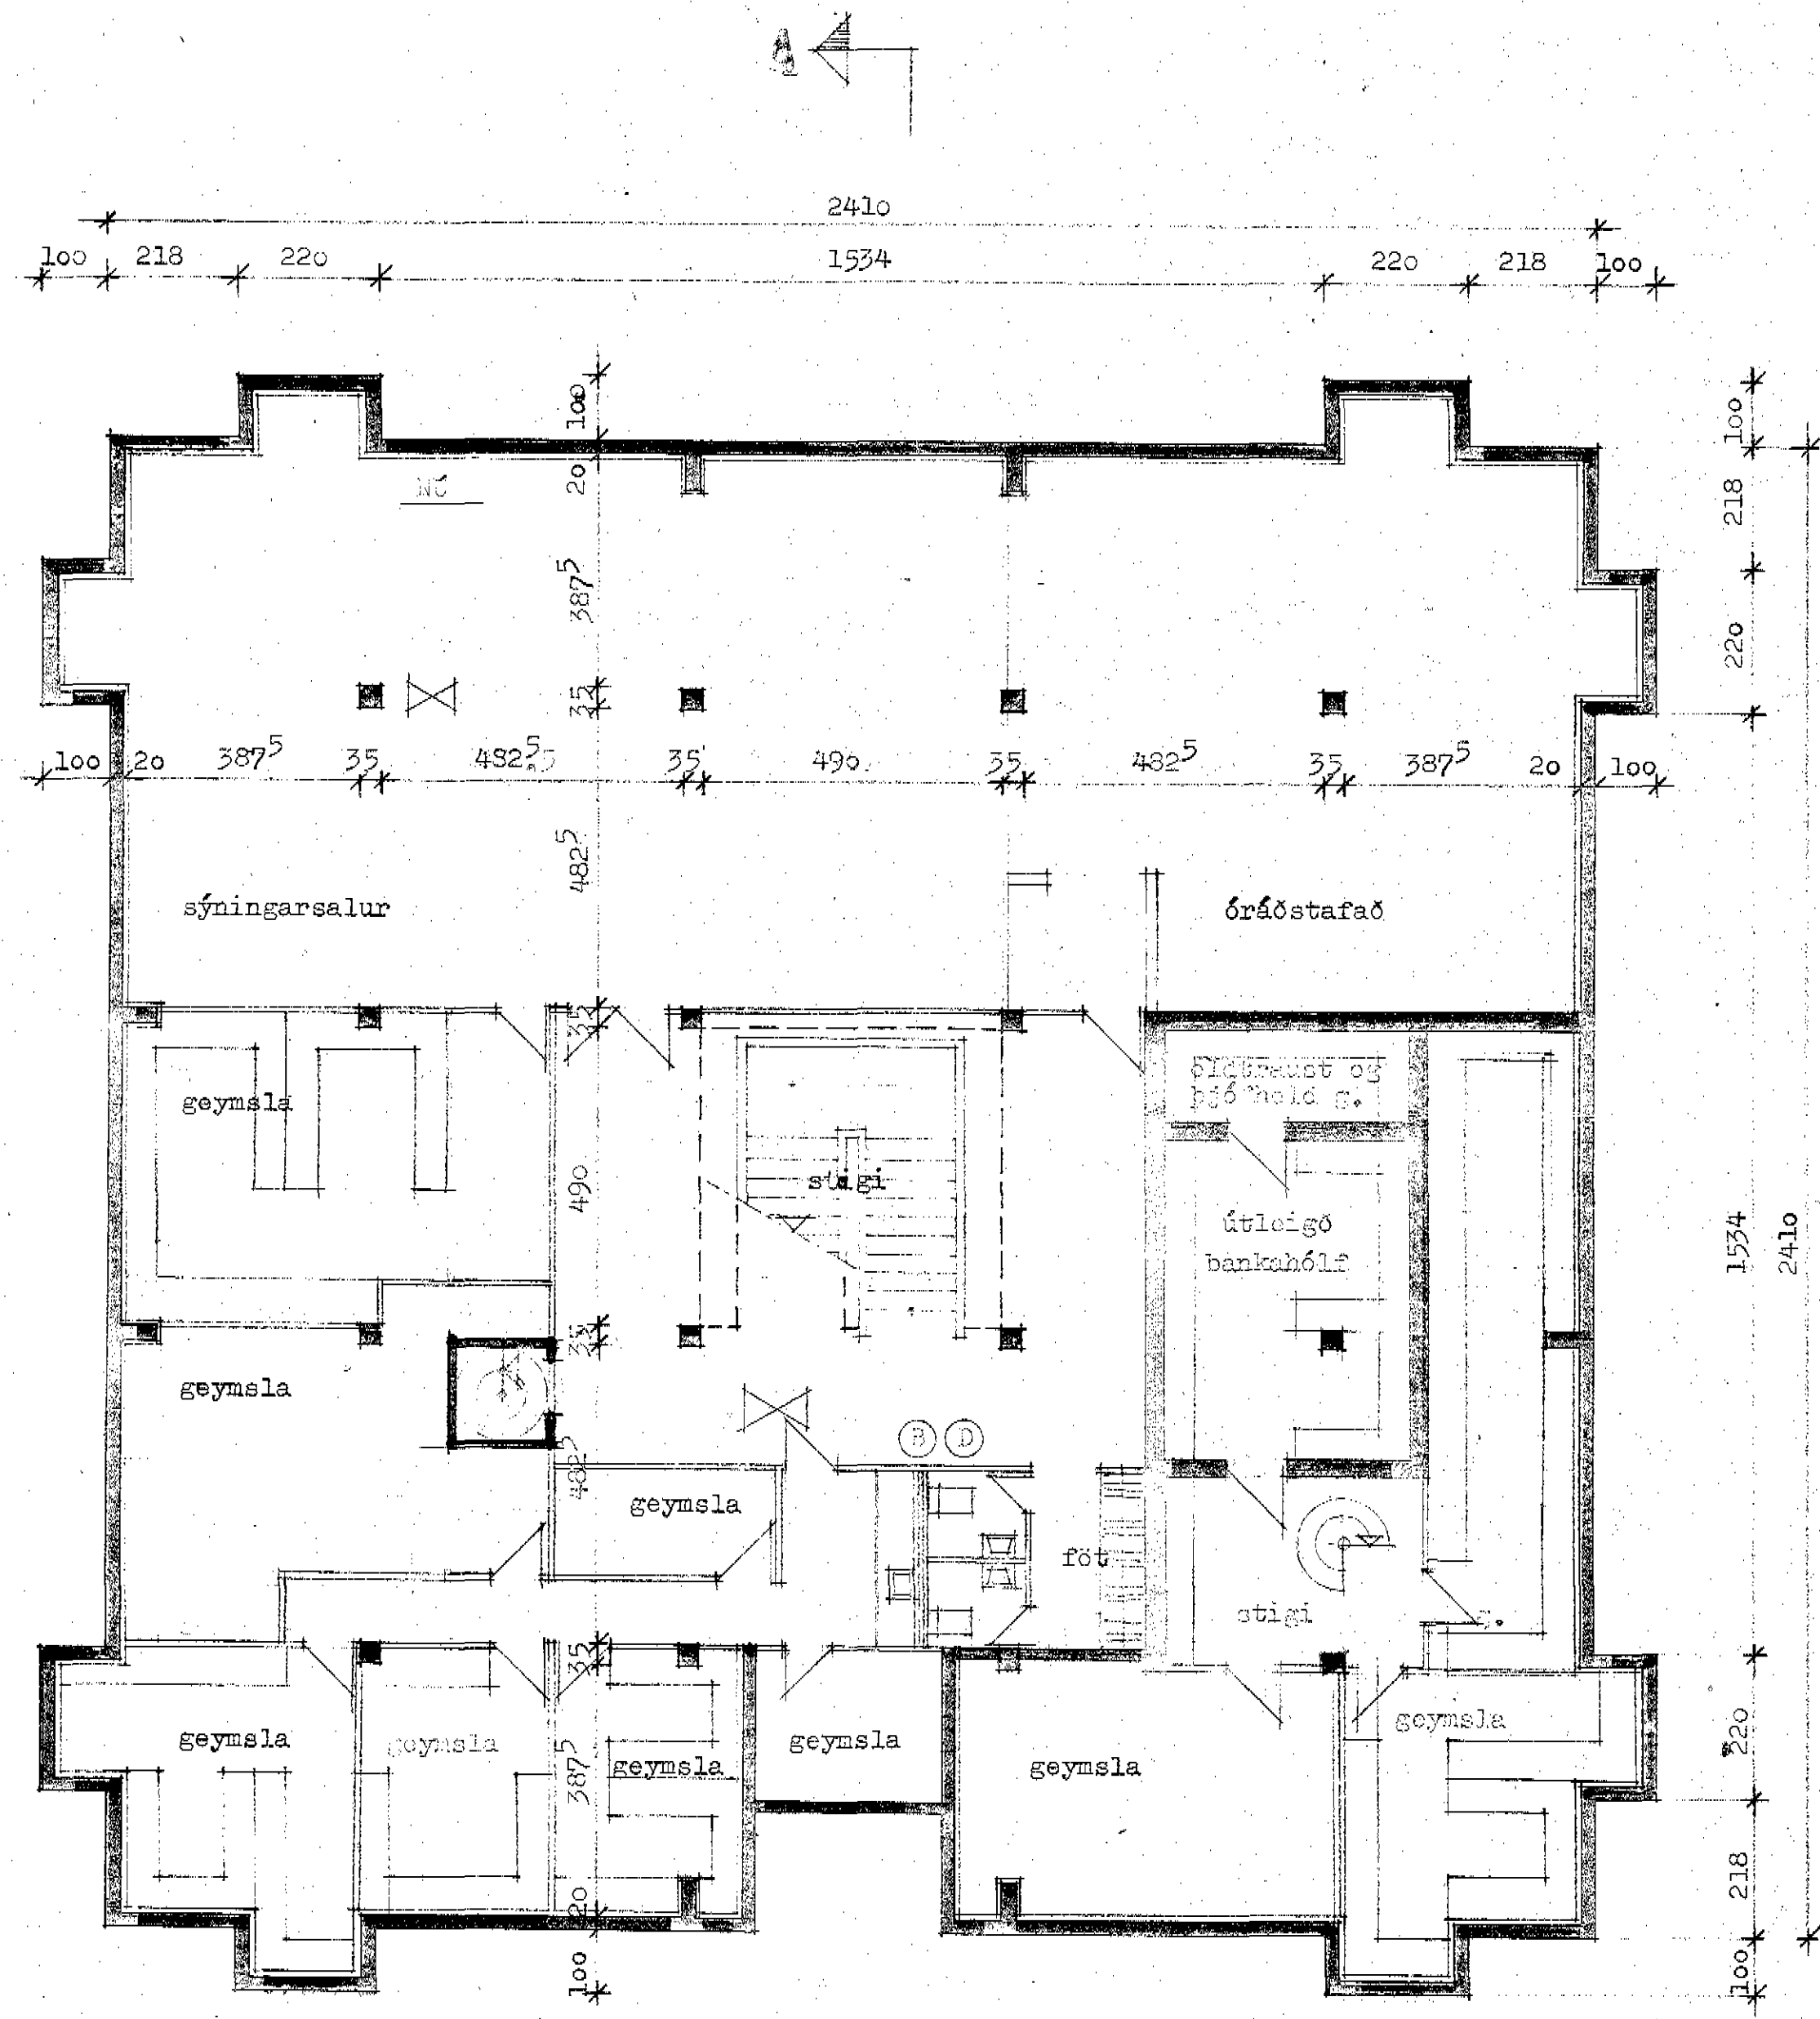 A
2410
100 218 220 1534 220 218 100
100
20
387⁵
35
482⁵
35
490
35
482⁵
35
387⁵
20
100
100
218
220
1534
2410
220
218
100
100 20 387⁵ 35 482⁵ 35 490 35 482⁵ 35 387⁵ 20 100
sýningarsalur
óráðstafað
geymsla
stigi
útleigð
bankahólf
geymsla
B D
geymsla
föt
stigi
g.
geymsla
geymsla
geymsla
geymsla
geymsla
geymsla